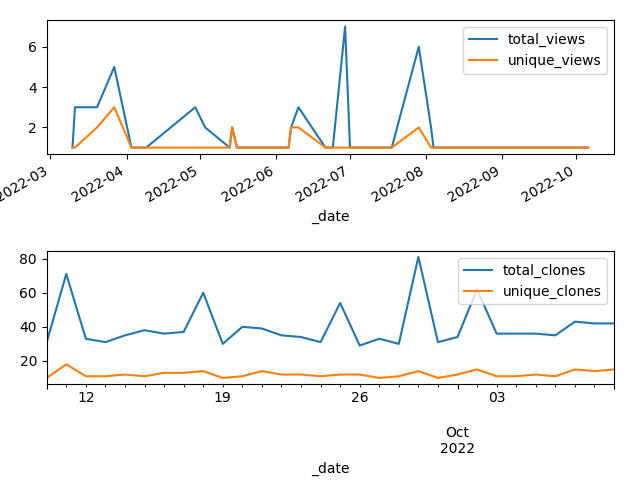 total_views
unique_views
6
4
2
2022-03
2022-04
2022-05
2022-06
2022-07
2022-08
2022-09
2022-10
_date
total_clones
unique_clones
80
60
40
20
12
19
26
03
Oct
2022
_date